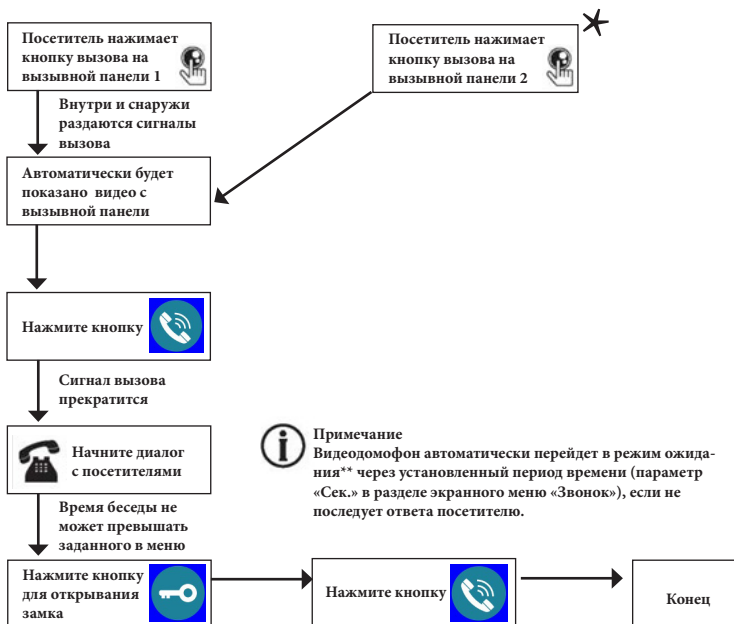 Посетитель нажимает
кнопку вызова на
вызывной панели 1
Посетитель нажимает
кнопку вызова на
вызывной панели 2
Внутри и снаружи
раздаются сигналы
вызова
Автоматически будет
показано видео с
вызывной панели
Нажмите кнопку
Сигнал вызова
прекратится
Начните диалог
с посетителями
Примечание
Видеодомофон автоматически перейдет в режим ожида-
ния** через установленный период времени (параметр
«Сек.» в разделе экранного меню «Звонок»), если не
последует ответа посетителю.
Время беседы не
может превышать
заданного в меню
Нажмите кнопку
для открывания
замка
Нажмите кнопку
Конец